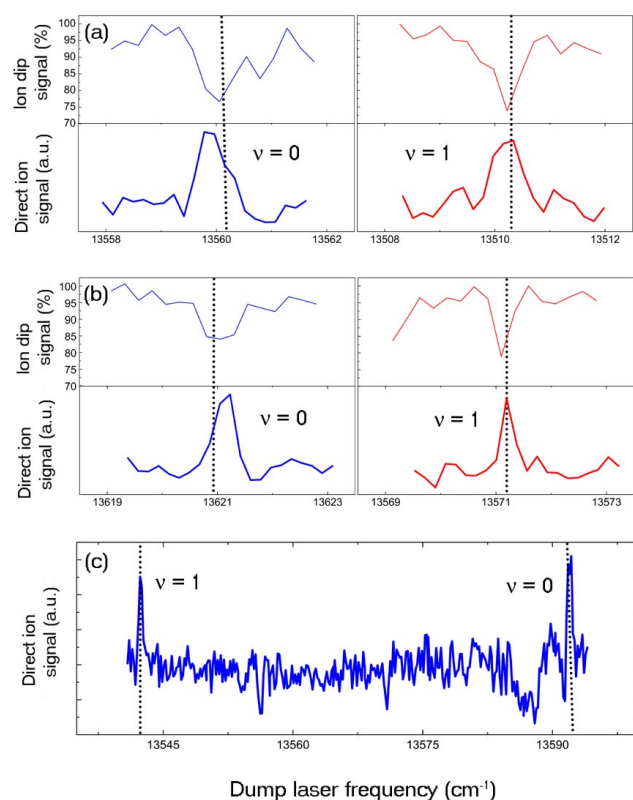 (a)
Ion dip
signal (%)
100
95
90
85
80
75
70
Direct ion
signal (a.u.)
ν = 0
ν = 1
13558 13560 13562 13508 13510 13512
(b)
Ion dip
signal (%)
100
95
90
85
80
75
70
Direct ion
signal (a.u.)
ν = 0
ν = 1
13619 13621 13623 13569 13571 13573
(c)
Direct ion
signal (a.u.)
ν = 1
ν = 0
13545 13560 13575 13590
Dump laser frequency (cm⁻¹)